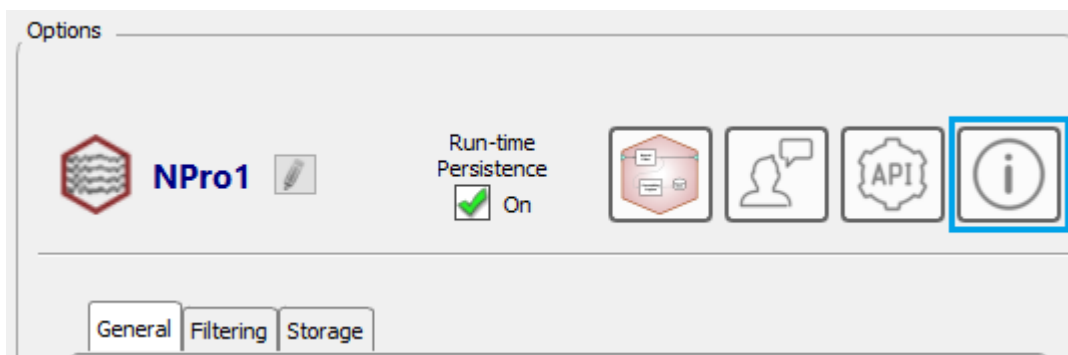 Options
NPro1
Run-time
Persistence
On
API
i
General Filtering Storage